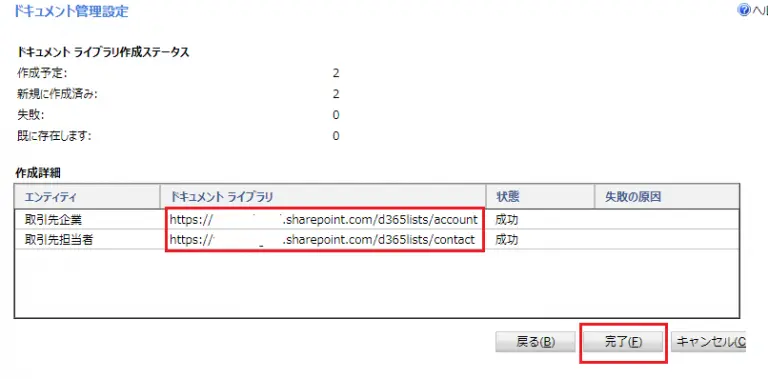 ドキュメント管理設定
ヘル
ドキュメント ライブラリ作成ステータス
作成予定: 2
新規に作成済み: 2
失敗: 0
既に存在します: 0
作成詳細
エンティティ ドキュメント ライブラリ 状態 失敗の原因
取引先企業 https:// .sharepoint.com/d365lists/account 成功
取引先担当者 https:// .sharepoint.com/d365lists/contact 成功
戻る(B) 完了(F) キャンセル(C